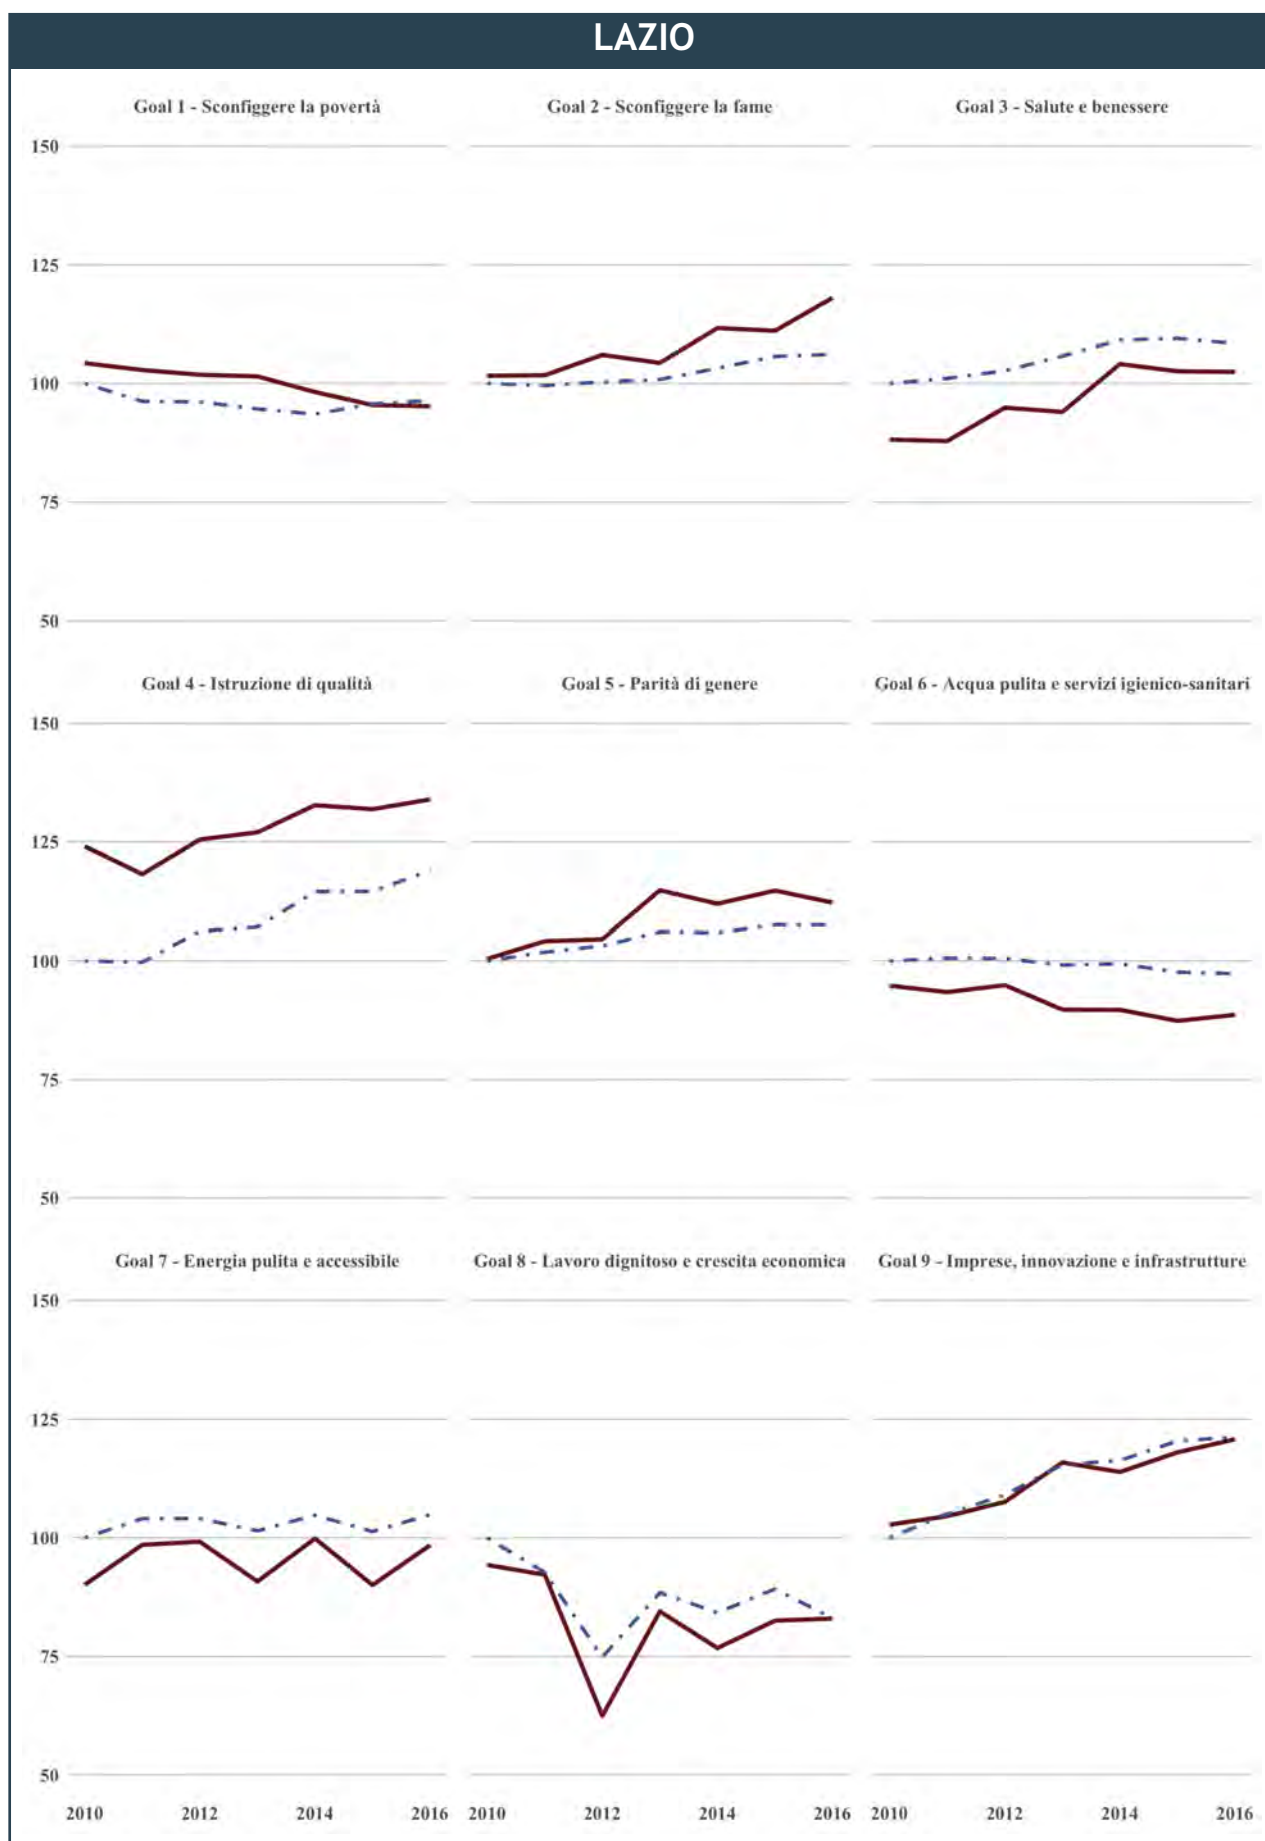 LAZIO
Goal 1 - Sconfiggere la povertà
Goal 2 - Sconfiggere la fame
Goal 3 - Salute e benessere
150
125
100
75
50
Goal 4 - Istruzione di qualità
Goal 5 - Parità di genere
Goal 6 - Acqua pulita e servizi igienico-sanitari
150
125
100
75
50
Goal 7 - Energia pulita e accessibile
Goal 8 - Lavoro dignitoso e crescita economica
Goal 9 - Imprese, innovazione e infrastrutture
150
125
100
75
50
2010 2012 2014 2016 2010 2012 2014 2016 2010 2012 2014 2016